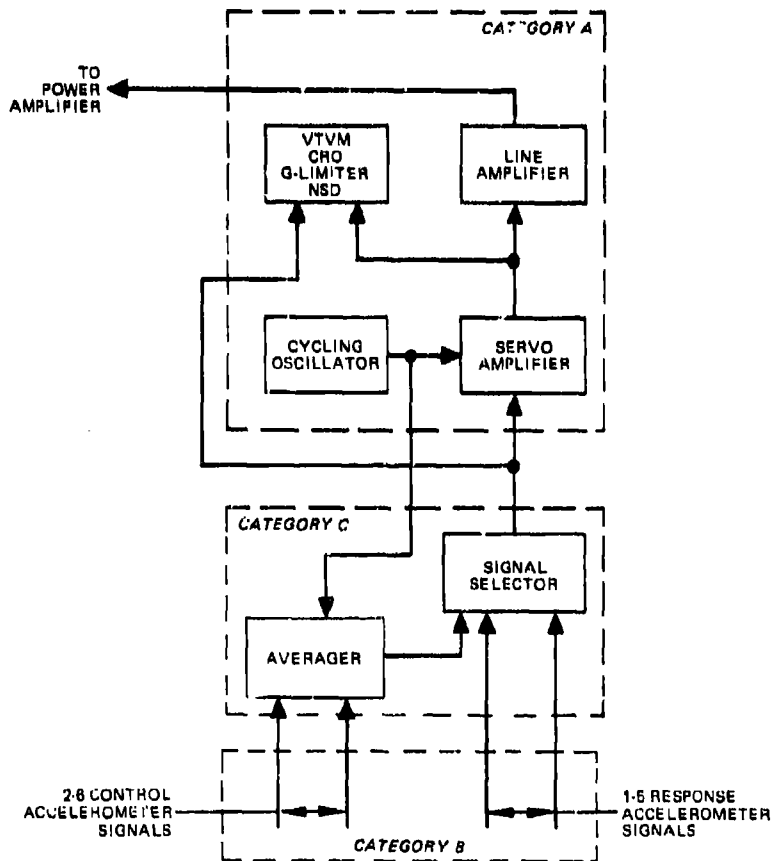 CATEGORY A
TO
POWER
AMPLIFIER
VTVM
CRO
G-LIMITER
NSD
LINE
AMPLIFIER
CYCLING
OSCILLATOR
SERVO
AMPLIFIER
CATEGORY C
SIGNAL
SELECTOR
AVERAGER
2-6 CONTROL
ACCELEROMETER
SIGNALS
1-5 RESPONSE
ACCELEROMETER
SIGNALS
CATEGORY B